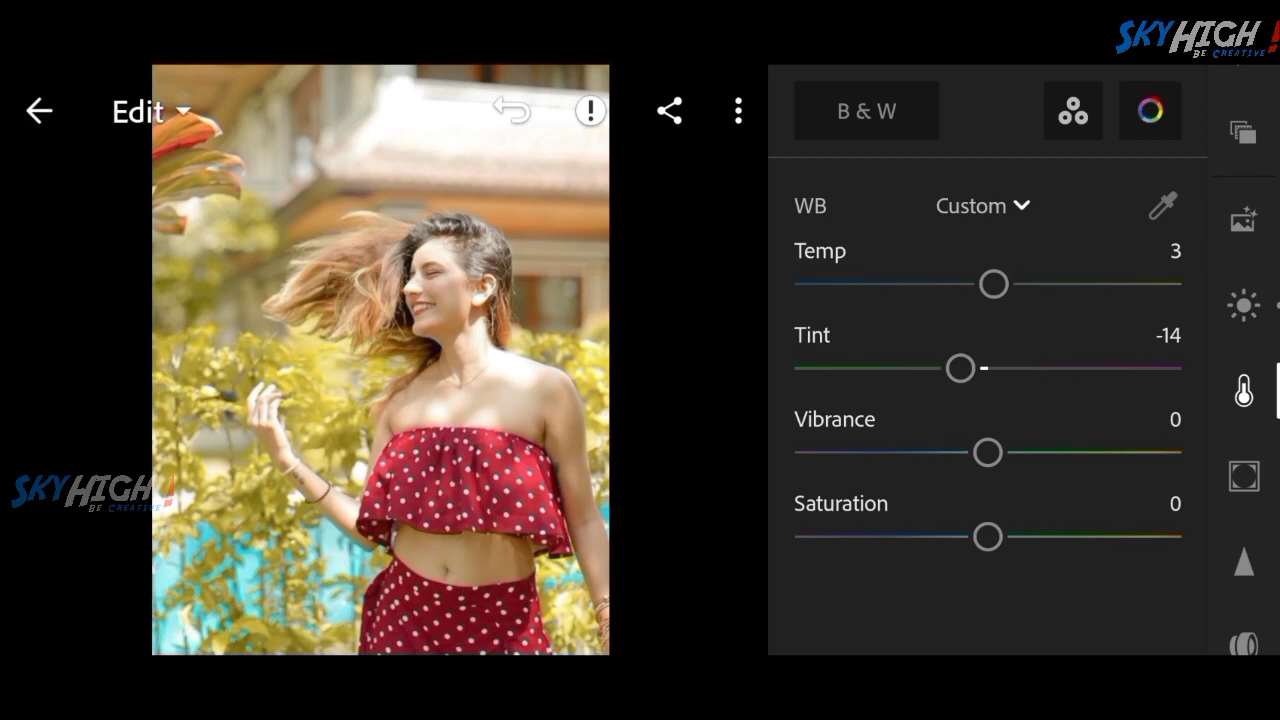 SKYHIGH !
BE CREATIVE
Edit
B & W
WB Custom
Temp 3
Tint -14
Vibrance 0
Saturation 0
SKYHIGH !
BE CREATIVE